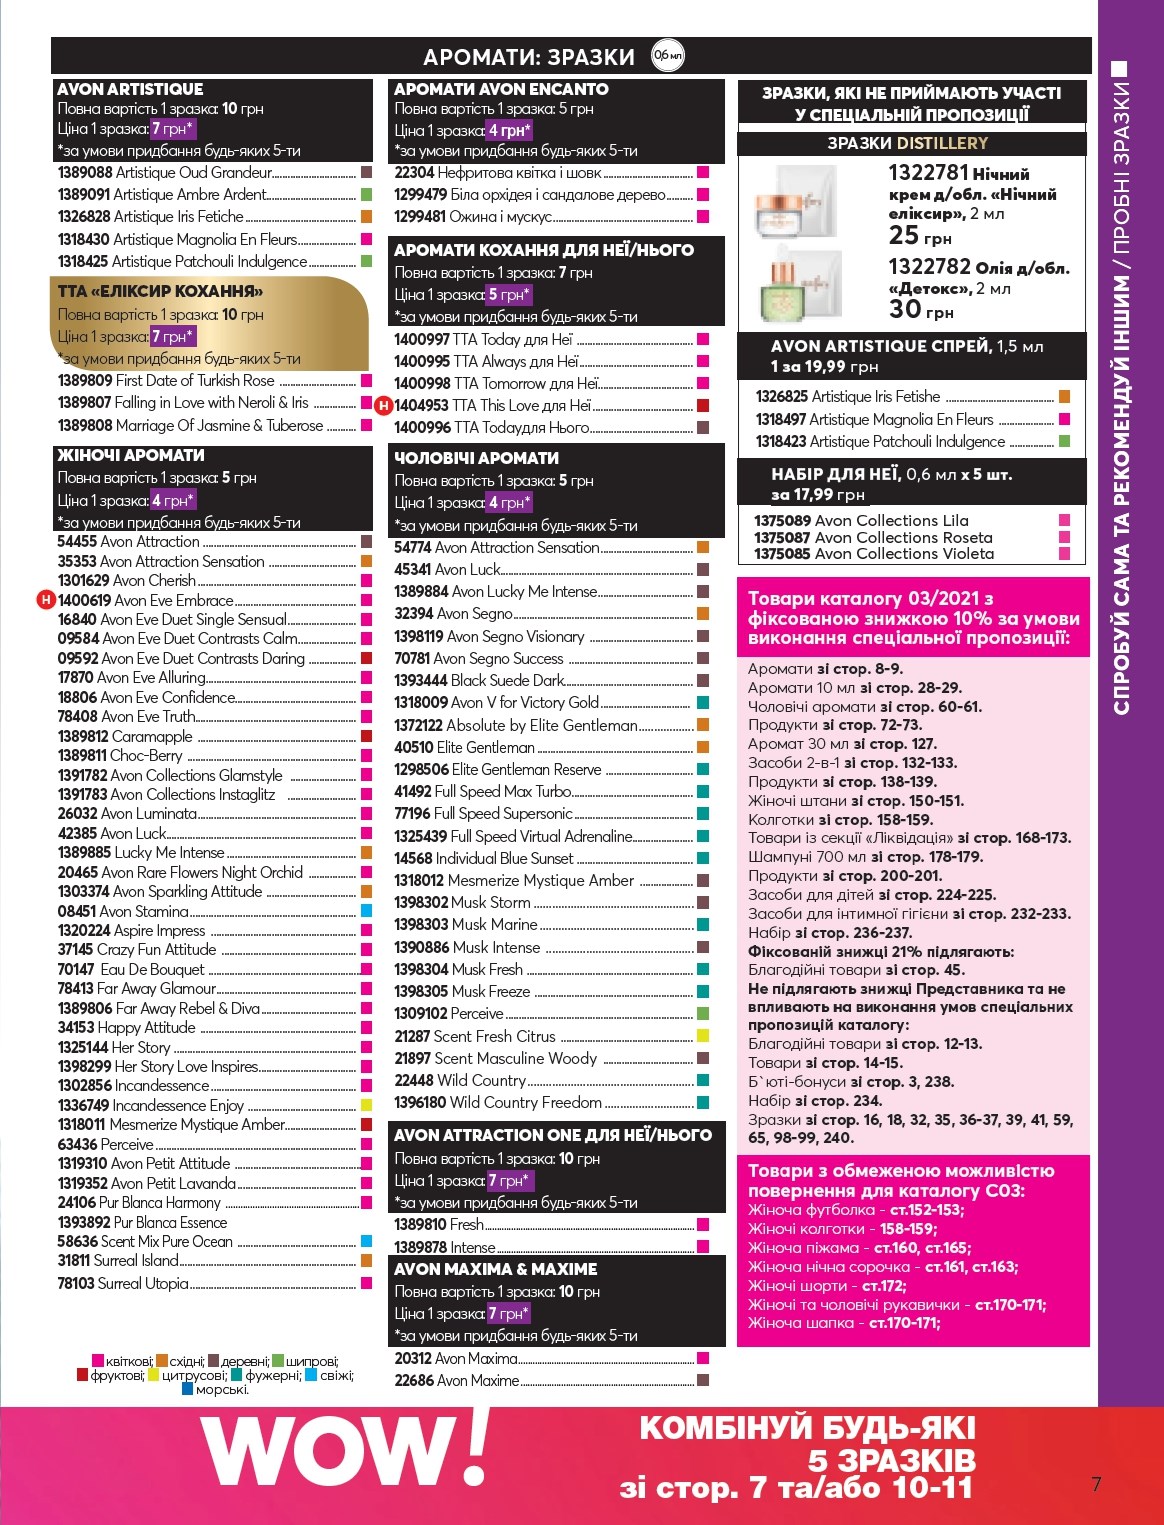 АРОМАТИ: ЗРАЗКИ 0,6 мл
AVON ARTISTIQUE
Повна вартість 1 зразка: 10 грн
Ціна 1 зразка: 7 грн*
*за умови придбання будь-яких 5-ти
1389088 Artistique Oud Grandeur
1389091 Artistique Ambre Ardent
1326828 Artistique Iris Fetiche
1318430 Artistique Magnolia En Fleurs
1318425 Artistique Patchouli Indulgence
ТТА «ЕЛІКСИР КОХАННЯ»
Повна вартість 1 зразка: 10 грн
Ціна 1 зразка: 7 грн*
*за умови придбання будь-яких 5-ти
1389809 First Date of Turkish Rose
1389807 Falling in Love with Neroli & Iris
1389808 Marriage Of Jasmine & Tuberose
ЖІНОЧІ АРОМАТИ
Повна вартість 1 зразка: 5 грн
Ціна 1 зразка: 4 грн*
*за умови придбання будь-яких 5-ти
54455 Avon Attraction
35353 Avon Attraction Sensation
1301629 Avon Cherish
Н 1400619 Avon Eve Embrace
16840 Avon Eve Duet Single Sensual
09584 Avon Eve Duet Contrasts Calm
09592 Avon Eve Duet Contrasts Daring
17870 Avon Eve Alluring
18806 Avon Eve Confidence
78408 Avon Eve Truth
1389812 Caramapple
1389811 Choc-Berry
1391782 Avon Collections Glamstyle
1391783 Avon Collections Instaglitz
26032 Avon Luminata
42385 Avon Luck
1389885 Lucky Me Intense
20465 Avon Rare Flowers Night Orchid
1303374 Avon Sparkling Attitude
08451 Avon Stamina
1320224 Aspire Impress
37145 Crazy Fun Attitude
70147 Eau De Bouquet
78413 Far Away Glamour
1389806 Far Away Rebel & Diva
34153 Happy Attitude
1325144 Her Story
1398299 Her Story Love Inspires
1302856 Incandessence
1336749 Incandessence Enjoy
1318011 Mesmerize Mystique Amber
63436 Perceive
1319310 Avon Petit Attitude
1319352 Avon Petit Lavanda
24106 Pur Blanca Harmony
1393892 Pur Blanca Essence
58636 Scent Mix Pure Ocean
31811 Surreal Island
78103 Surreal Utopia
квіткові; східні; деревні; шипрові;
фруктові; цитрусові; фужерні; свіжі;
морські.
АРОМАТИ AVON ENCANTO
Повна вартість 1 зразка: 5 грн
Ціна 1 зразка: 4 грн*
*за умови придбання будь-яких 5-ти
22304 Нефритова квітка і шовк
1299479 Біла орхідея і сандалове дерево
1299481 Ожина і мускус
АРОМАТИ КОХАННЯ ДЛЯ НЕЇ/НЬОГО
Повна вартість 1 зразка: 7 грн
Ціна 1 зразка: 5 грн*
*за умови придбання будь-яких 5-ти
1400997 ТТА Today для Неї
1400995 ТТА Always для Неї
1400998 ТТА Tomorrow для Неї
Н 1404953 ТТА This Love для Неї
1400996 ТТА Todayдля Нього
ЧОЛОВІЧІ АРОМАТИ
Повна вартість 1 зразка: 5 грн
Ціна 1 зразка: 4 грн*
*за умови придбання будь-яких 5-ти
54774 Avon Attraction Sensation
45341 Avon Luck
1389884 Avon Lucky Me Intense
32394 Avon Segno
1398119 Avon Segno Visionary
70781 Avon Segno Success
1393444 Black Suede Dark
1318009 Avon V for Victory Gold
1372122 Absolute by Elite Gentleman
40510 Elite Gentleman
1298506 Elite Gentleman Reserve
41492 Full Speed Max Turbo
77196 Full Speed Supersonic
1325439 Full Speed Virtual Adrenaline
14568 Individual Blue Sunset
1318012 Mesmerize Mystique Amber
1398302 Musk Storm
1398303 Musk Marine
1390886 Musk Intense
1398304 Musk Fresh
1398305 Musk Freeze
1309102 Perceive
21287 Scent Fresh Citrus
21897 Scent Masculine Woody
22448 Wild Country
1396180 Wild Country Freedom
AVON ATTRACTION ONE ДЛЯ НЕЇ/НЬОГО
Повна вартість 1 зразка: 10 грн
Ціна 1 зразка: 7 грн*
*за умови придбання будь-яких 5-ти
1389810 Fresh
1389878 Intense
AVON MAXIMA & MAXIME
Повна вартість 1 зразка: 10 грн
Ціна 1 зразка: 7 грн*
*за умови придбання будь-яких 5-ти
20312 Avon Maxima
22686 Avon Maxime
ЗРАЗКИ, ЯКІ НЕ ПРИЙМАЮТЬ УЧАСТІ
У СПЕЦІАЛЬНІЙ ПРОПОЗИЦІЇ
ЗРАЗКИ DISTILLERY
1322781 Нічний
крем д/обл. «Нічний
еліксир», 2 мл
25 грн
1322782 Олія д/обл.
«Детокс», 2 мл
30 грн
AVON ARTISTIQUE СПРЕЙ, 1,5 мл
1 за 19,99 грн
1326825 Artistique Iris Fetishe
1318497 Artistique Magnolia En Fleurs
1318423 Artistique Patchouli Indulgence
НАБІР ДЛЯ НЕЇ, 0,6 мл х 5 шт.
за 17,99 грн
1375089 Avon Collections Lila
1375087 Avon Collections Roseta
1375085 Avon Collections Violeta
Товари каталогу 03/2021 з
фіксованою знижкою 10% за умови
виконання спеціальної пропозиції:
Аромати зі стор. 8-9.
Аромати 10 мл зі стор. 28-29.
Чоловічі аромати зі стор. 60-61.
Продукти зі стор. 72-73.
Аромат 30 мл зі стор. 127.
Засоби 2-в-1 зі стор. 132-133.
Продукти зі стор. 138-139.
Жіночі штани зі стор. 150-151.
Колготки зі стор. 158-159.
Товари із секції «Ліквідація» зі стор. 168-173.
Шампуні 700 мл зі стор. 178-179.
Продукти зі стор. 200-201.
Засоби для дітей зі стор. 224-225.
Засоби для інтимної гігієни зі стор. 232-233.
Набір зі стор. 236-237.
Фіксованій знижці 21% підлягають:
Благодійні товари зі стор. 45.
Не підлягають знижці Представника та не
впливають на виконання умов спеціальних
пропозицій каталогу:
Благодійні товари зі стор. 12-13.
Товари зі стор. 14-15.
Б`юті-бонуси зі стор. 3, 238.
Набір зі стор. 234.
Зразки зі стор. 16, 18, 32, 35, 36-37, 39, 41, 59,
65, 98-99, 240.
Товари з обмеженою можливістю
повернення для каталогу С03:
Жіноча футболка - ст.152-153;
Жіночі колготки - 158-159;
Жіноча піжама - ст.160, ст.165;
Жіноча нічна сорочка - ст.161, ст.163;
Жіночі шорти - ст.172;
Жіночі та чоловічі рукавички - ст.170-171;
Жіноча шапка - ст.170-171;
СПРОБУЙ САМА ТА РЕКОМЕНДУЙ ІНШИМ / ПРОБНІ ЗРАЗКИ
WOW!
КОМБІНУЙ БУДЬ-ЯКІ
5 ЗРАЗКІВ
зі стор. 7 та/або 10-11
7